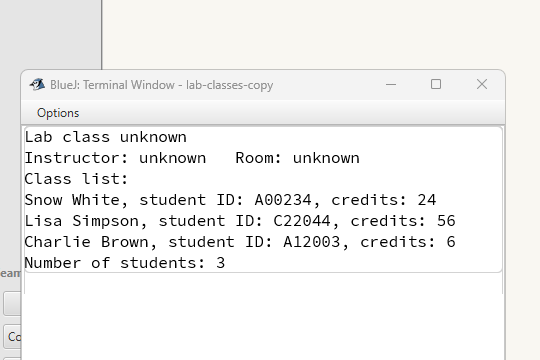 BlueJ: Terminal Window - lab-classes-copy
Options
Lab class unknown
Instructor: unknown   Room: unknown
Class list:
Snow White, student ID: A00234, credits: 24
Lisa Simpson, student ID: C22044, credits: 56
Charlie Brown, student ID: A12003, credits: 6
Number of students: 3
eam
Co